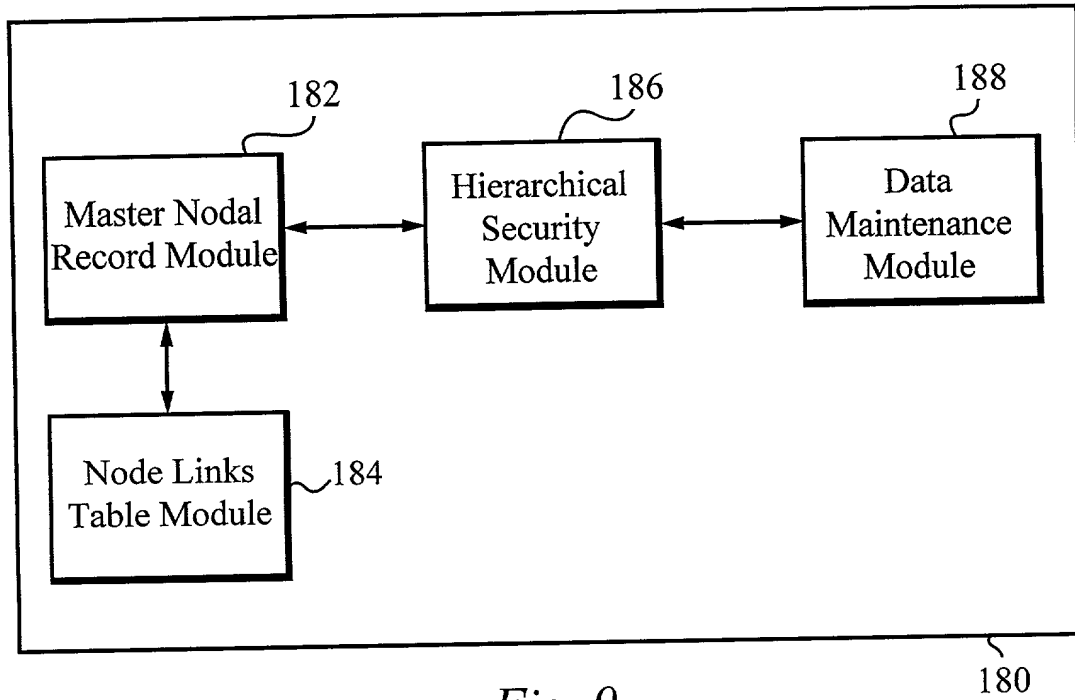 182
186
188
Master Nodal
Record Module
Hierarchical
Security
Module
Data
Maintenance
Module
Node Links
Table Module
184
180